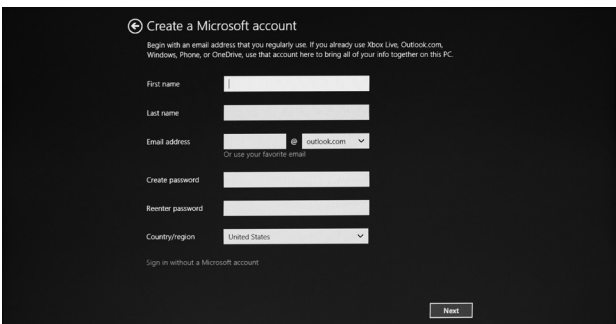 Create a Microsoft account
Begin with an email address that you regularly use. If you already use Xbox Live, Outlook.com,
Windows, Phone, or OneDrive, use that account here to bring all of your info together on this PC.
First name
Last name
Email address @ outlook.com
Or use your favorite email
Create password
Reenter password
Country/region United States
Sign in without a Microsoft account
Next